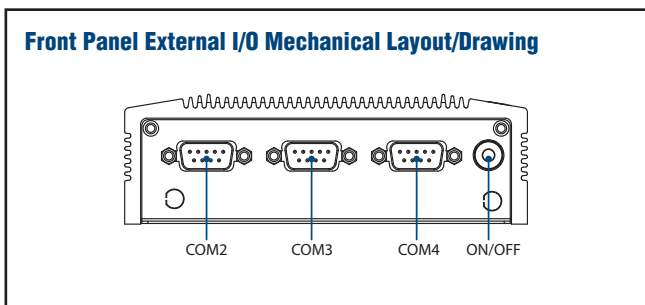 Front Panel External I/O Mechanical Layout/Drawing
COM2 COM3 COM4 ON/OFF